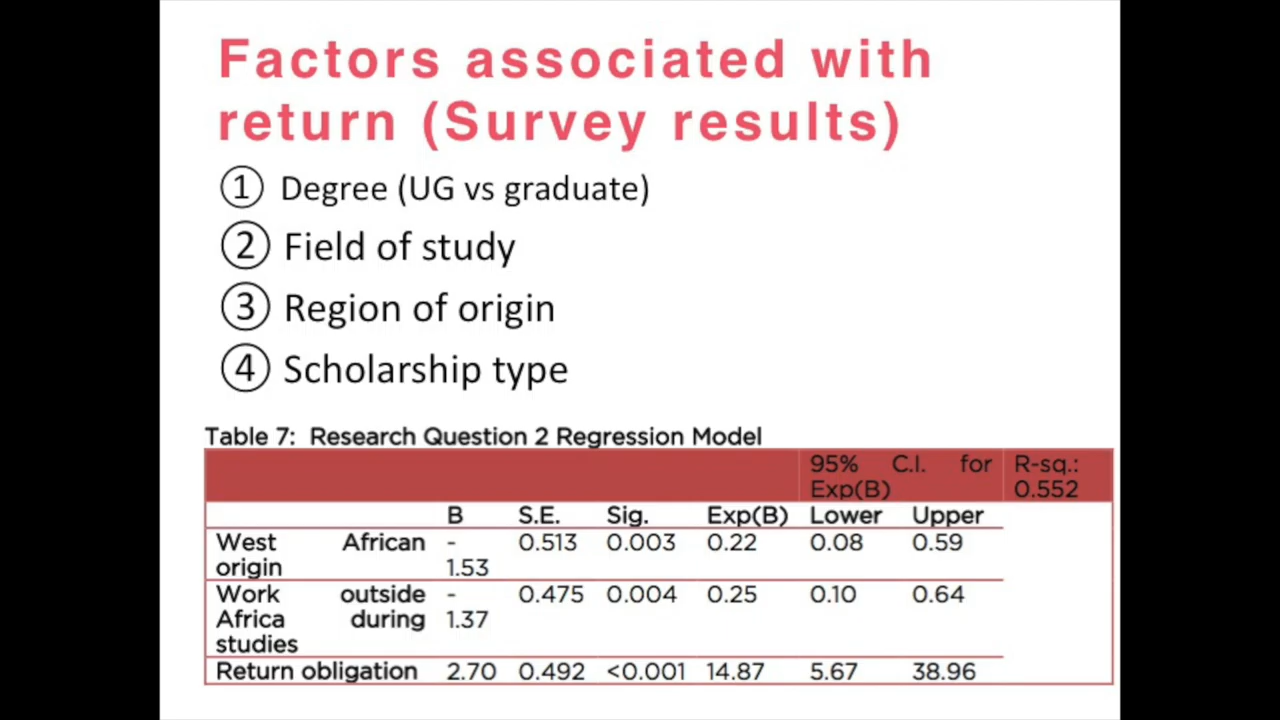 Factors associated with
return (Survey results)
① Degree (UG vs graduate)
② Field of study
③ Region of origin
④ Scholarship type
Table 7: Research Question 2 Regression Model
95% C.I. for Exp(B) R-sq.: 0.552
B S.E. Sig. Exp(B) Lower Upper
West African origin -1.53 0.513 0.003 0.22 0.08 0.59
Work outside Africa during studies -1.37 0.475 0.004 0.25 0.10 0.64
Return obligation 2.70 0.492 <0.001 14.87 5.67 38.96